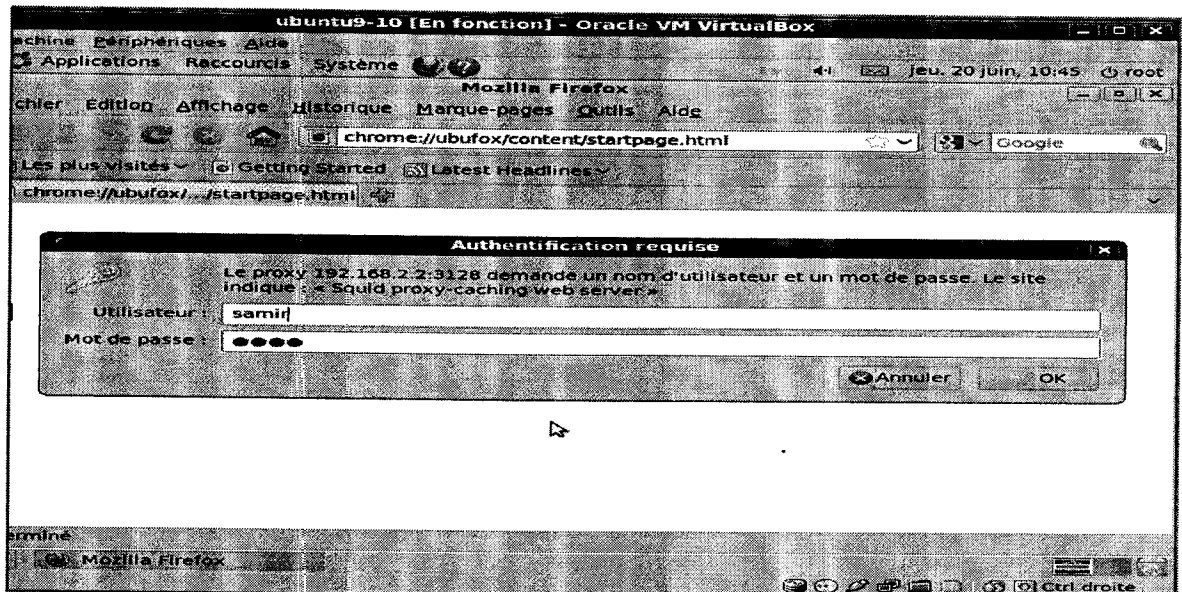 ubuntu9-10 [En fonction] - Oracle VM VirtualBox
achine Périphériques Aide
Applications Raccourcis Système jeu. 20 juin, 10:45 root
Mozilla Firefox
chier Edition Affichage Historique Marque-pages Outils Aide
chrome://ubufox/content/startpage.html Google
Les plus visités Getting Started Latest Headlines
chrome://ubufox/.../startpage.html
Authentification requise
Le proxy 192.168.2.2:3128 demande un nom d'utilisateur et un mot de passe. Le site
indique : « Squid proxy-caching web server »
Utilisateur : samir
Mot de passe : ●●●●
Annuler OK
erminé
Mozilla Firefox
Ctrl droite